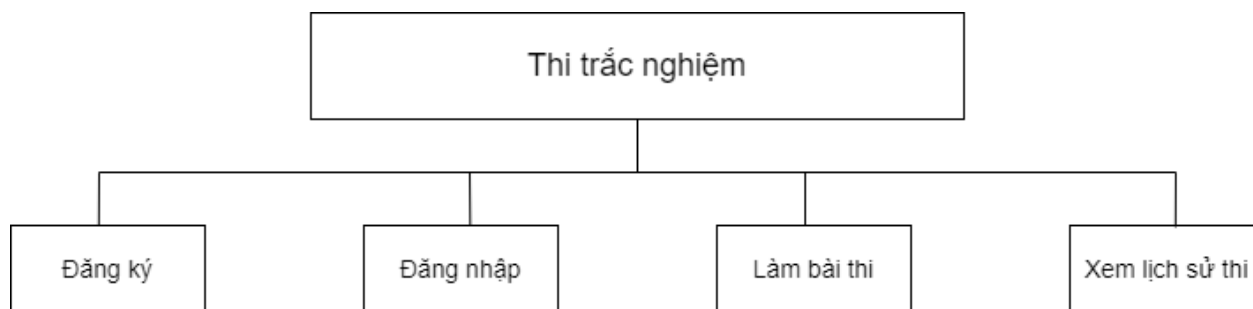 Thi trắc nghiệm
Đăng ký
Đăng nhập
Làm bài thi
Xem lịch sử thi